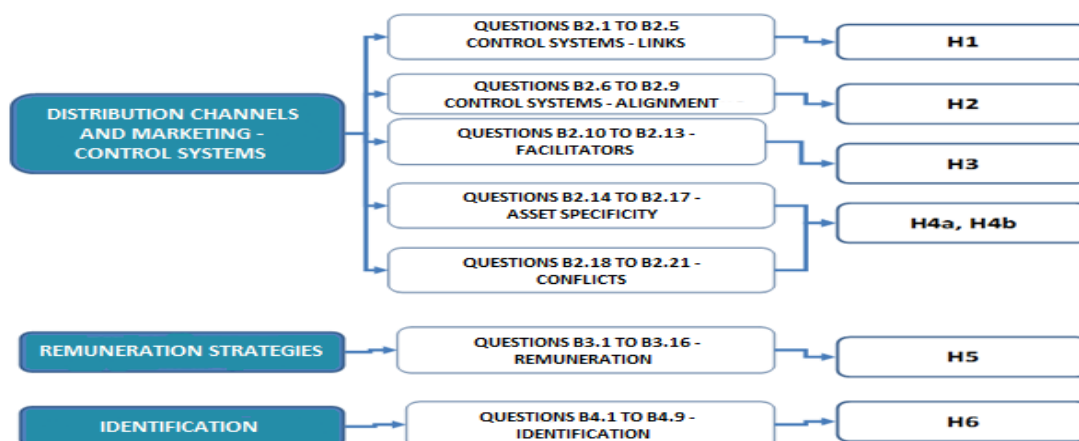 DISTRIBUTION CHANNELS
AND MARKETING -
CONTROL SYSTEMS
QUESTIONS B2.1 TO B2.5
CONTROL SYSTEMS - LINKS
H1
QUESTIONS B2.6 TO B2.9
CONTROL SYSTEMS - ALIGNMENT
H2
QUESTIONS B2.10 TO B2.13 -
FACILITATORS
H3
QUESTIONS B2.14 TO B2.17 -
ASSET SPECIFICITY
QUESTIONS B2.18 TO B2.21 -
CONFLICTS
H4a, H4b
REMUNERATION STRATEGIES
QUESTIONS B3.1 TO B3.16 -
REMUNERATION
H5
IDENTIFICATION
QUESTIONS B4.1 TO B4.9 -
IDENTIFICATION
H6